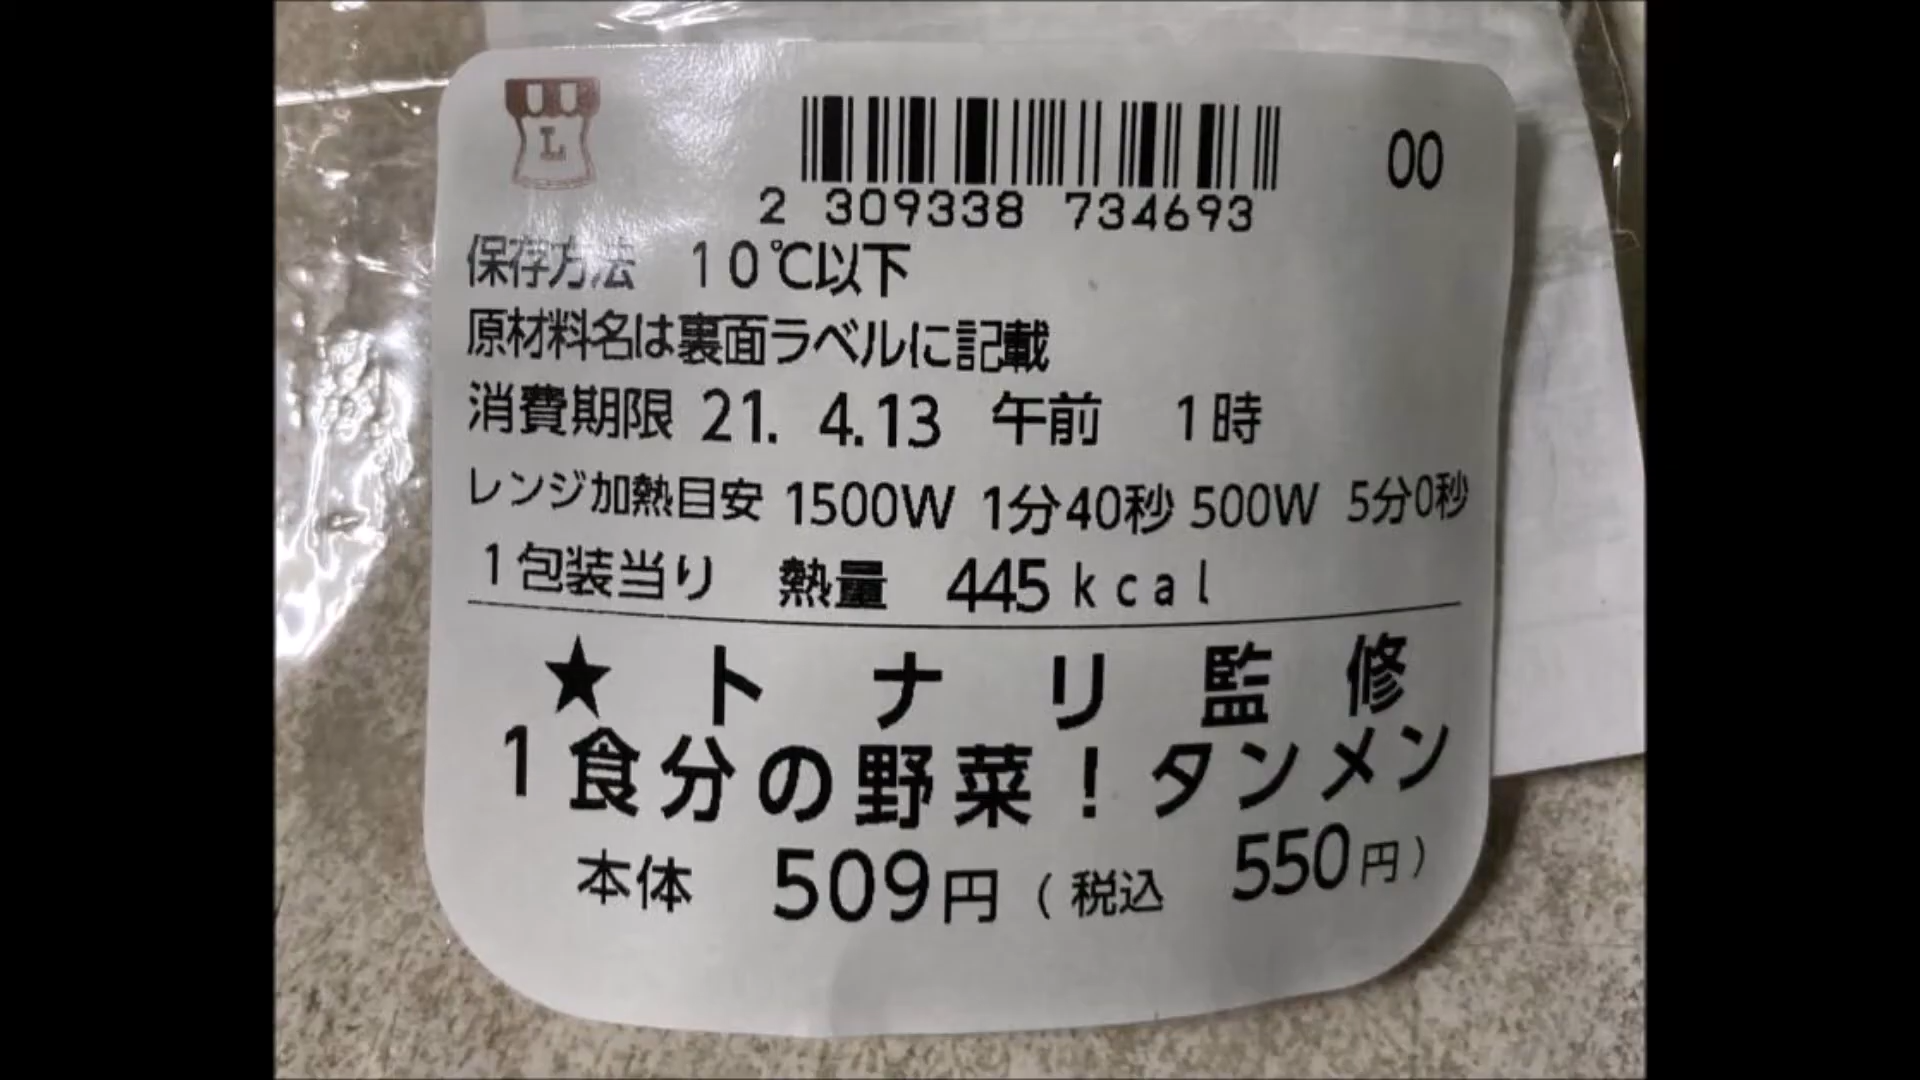 L
00
2 309338 734693
保存方法 10℃以下
原材料名は裏面ラベルに記載
消費期限 21. 4.13 午前 1時
レンジ加熱目安 1500W 1分40秒 500W 5分0秒
1包装当り 熱量 445kcal
★トナリ監修
1食分の野菜!タンメン
本体 509円(税込 550円)